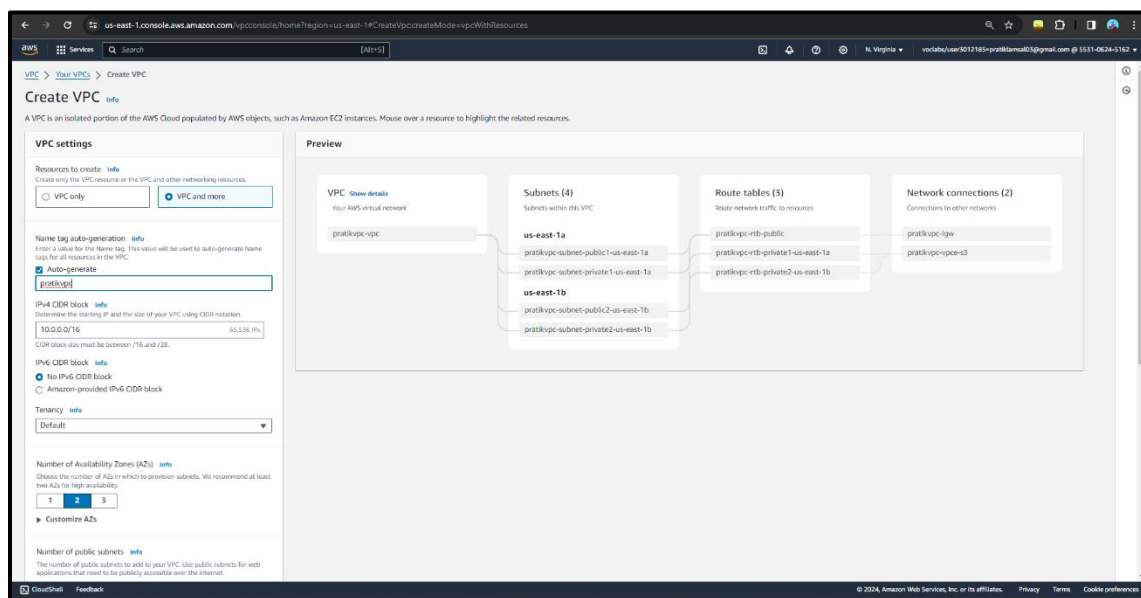 us-east-1.console.aws.amazon.com/vpcconsole/home?region=us-east-1#CreateVpc:createMode=vpcWithResources
aws Services Search [Alt+S] N. Virginia voclabs/user3012185=pratiklamsal03@gmail.com @ 5531-0624-5162
VPC > Your VPCs > Create VPC
Create VPC Info
A VPC is an isolated portion of the AWS Cloud populated by AWS objects, such as Amazon EC2 instances. Mouse over a resource to highlight the related resources.
VPC settings
Resources to create Info
Create only the VPC resource or the VPC and other networking resources.
VPC only VPC and more
Name tag auto-generation Info
Enter a value for the Name tag. This value will be used to auto-generate Name
tags for all resources in the VPC.
Auto-generate
pratikvpc
IPv4 CIDR block Info
Determine the starting IP and the size of your VPC using CIDR notation.
10.0.0.0/16 65,536 IPs
CIDR block size must be between /16 and /28.
IPv6 CIDR block Info
No IPv6 CIDR block
Amazon-provided IPv6 CIDR block
Tenancy Info
Default
Number of Availability Zones (AZs) Info
Choose the number of AZs in which to provision subnets. We recommend at least
two AZs for high availability.
1 2 3
Customize AZs
Number of public subnets Info
The number of public subnets to add to your VPC. Use public subnets for web
applications that need to be publicly accessible over the internet.
Preview
VPC Show details
Your AWS virtual network
pratikvpc-vpc
Subnets (4)
Subnets within this VPC
us-east-1a
pratikvpc-subnet-public1-us-east-1a
pratikvpc-subnet-private1-us-east-1a
us-east-1b
pratikvpc-subnet-public2-us-east-1b
pratikvpc-subnet-private2-us-east-1b
Route tables (3)
Route network traffic to resources
pratikvpc-rtb-public
pratikvpc-rtb-private1-us-east-1a
pratikvpc-rtb-private2-us-east-1b
Network connections (2)
Connections to other networks
pratikvpc-igw
pratikvpc-vpce-s3
CloudShell Feedback © 2024, Amazon Web Services, Inc. or its affiliates. Privacy Terms Cookie preferences